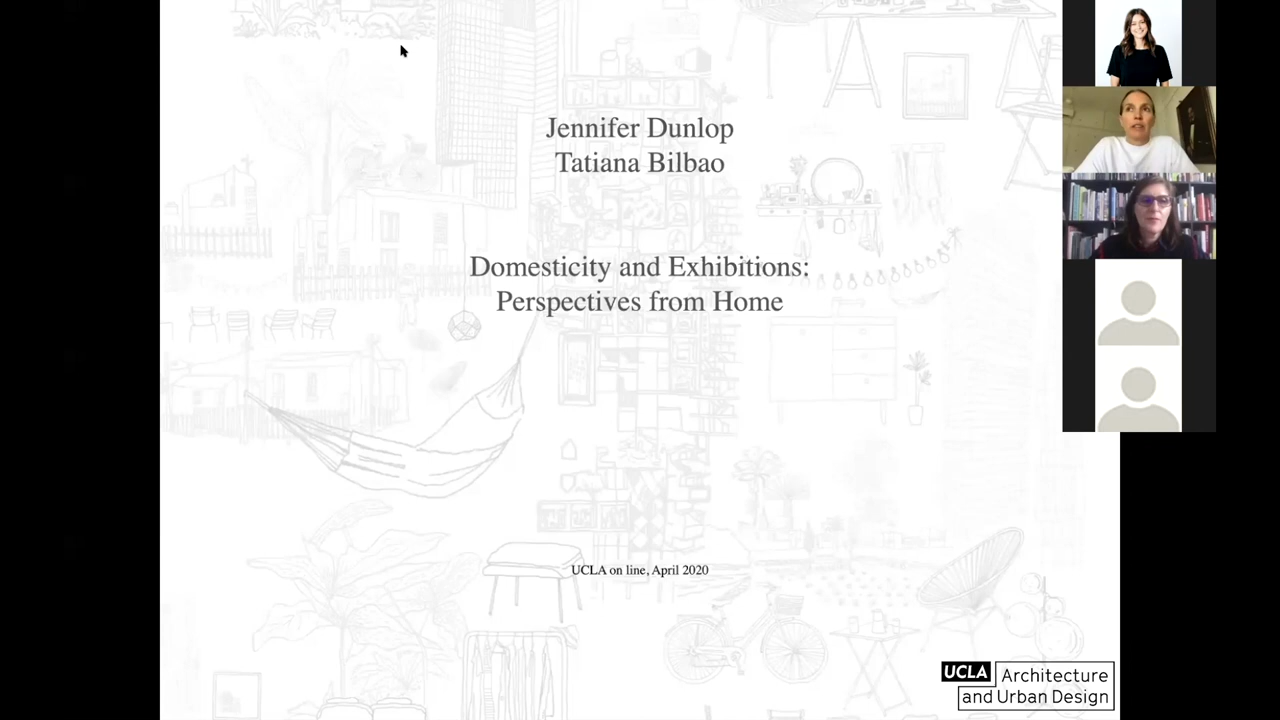 Jennifer Dunlop
Tatiana Bilbao
Domesticity and Exhibitions:
Perspectives from Home
UCLA on line, April 2020
UCLA Architecture
and Urban Design